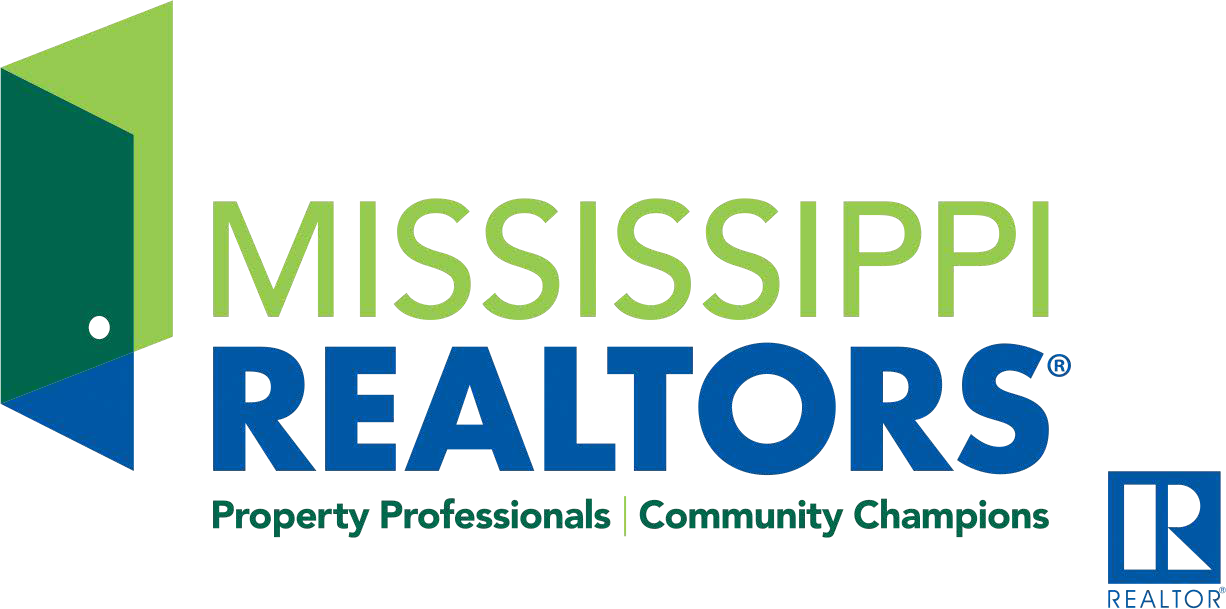 MISSISSIPPI
REALTORS®
Property Professionals | Community Champions
R
REALTOR®